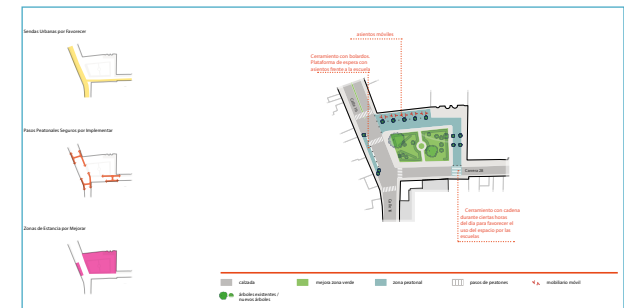 Sendas Urbanas por Favorecer
Pasos Peatonales Seguros por Implementar
Zonas de Estancia por Mejorar
asientos móviles
Cerramiento con bolardos.
Plataforma de espera con
asientos frente a la escuela
Carrera 28
Cerramiento con cadena
durante ciertas horas
del día para favorecer el
uso del espacio por las
escuelas
calzada
mejora zona verde
zona peatonal
pasos de peatones
mobiliario móvil
árboles existentes /
nuevos árboles